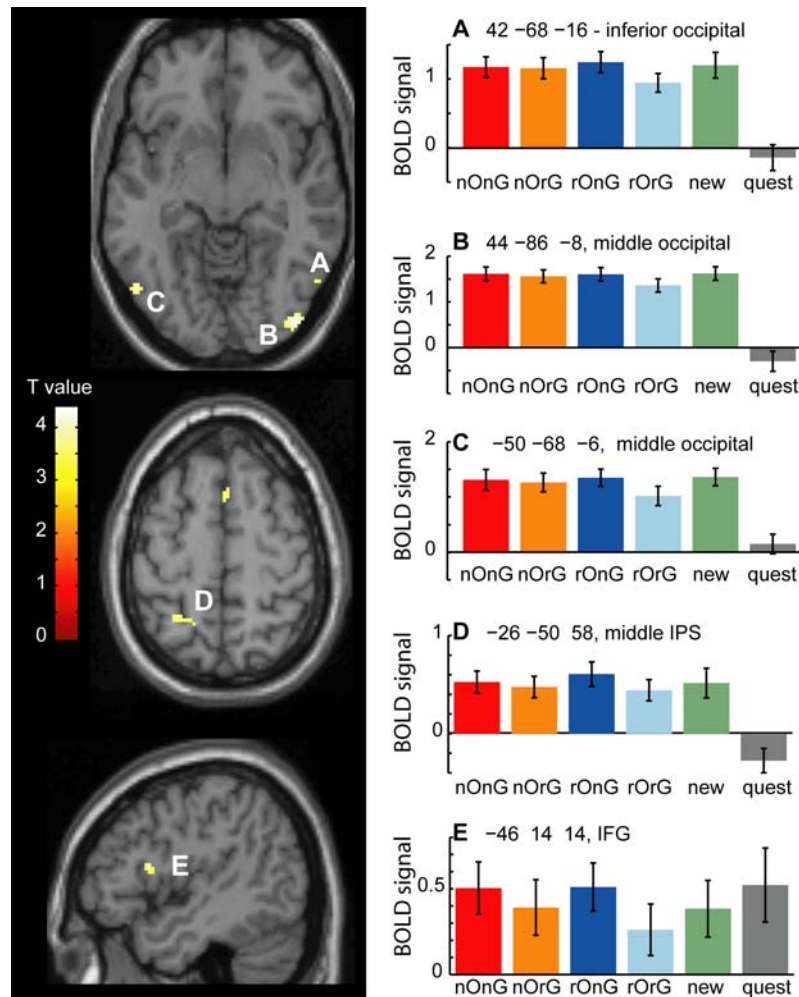 A 42 −68 −16 - inferior occipital
BOLD signal
1
0
nOnG nOrG rOnG rOrG new quest
A
C
B
B 44 −86 −8, middle occipital
BOLD signal
2
1
0
nOnG nOrG rOnG rOrG new quest
T value
4
3
2
1
0
D
C −50 −68 −6, middle occipital
BOLD signal
2
1
0
nOnG nOrG rOnG rOrG new quest
D −26 −50 58, middle IPS
BOLD signal
1
0
nOnG nOrG rOnG rOrG new quest
E
E −46 14 14, IFG
BOLD signal
0.5
0
nOnG nOrG rOnG rOrG new quest